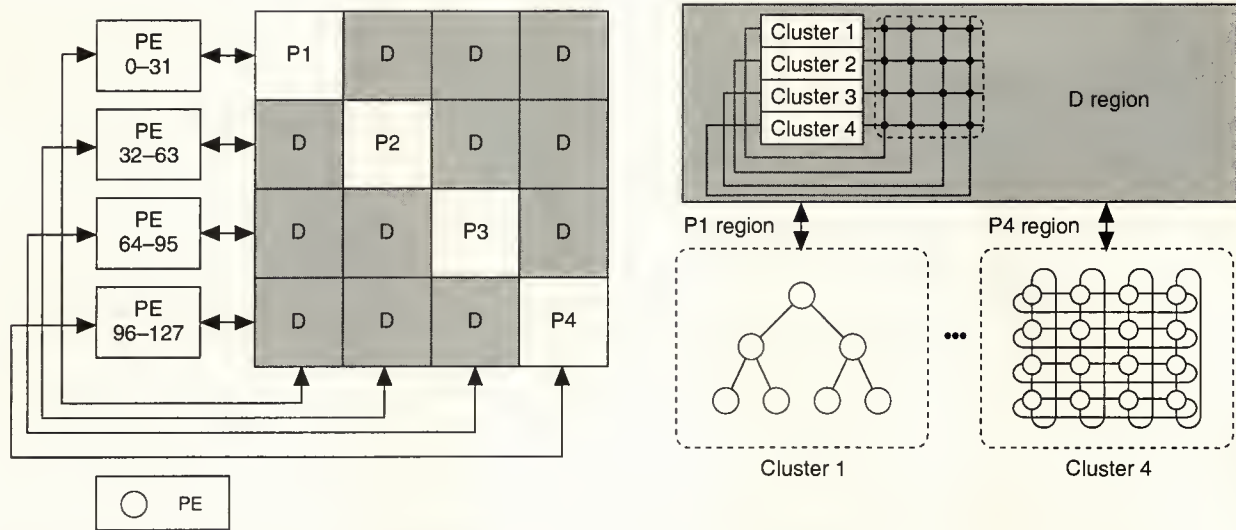 PE
0–31
P1 D D D
PE
32–63
D P2 D D
PE
64–95
D D P3 D
PE
96–127
D D D P4
PE
Cluster 1
Cluster 2
Cluster 3
Cluster 4
D region
P1 region
P4 region
Cluster 1
Cluster 4